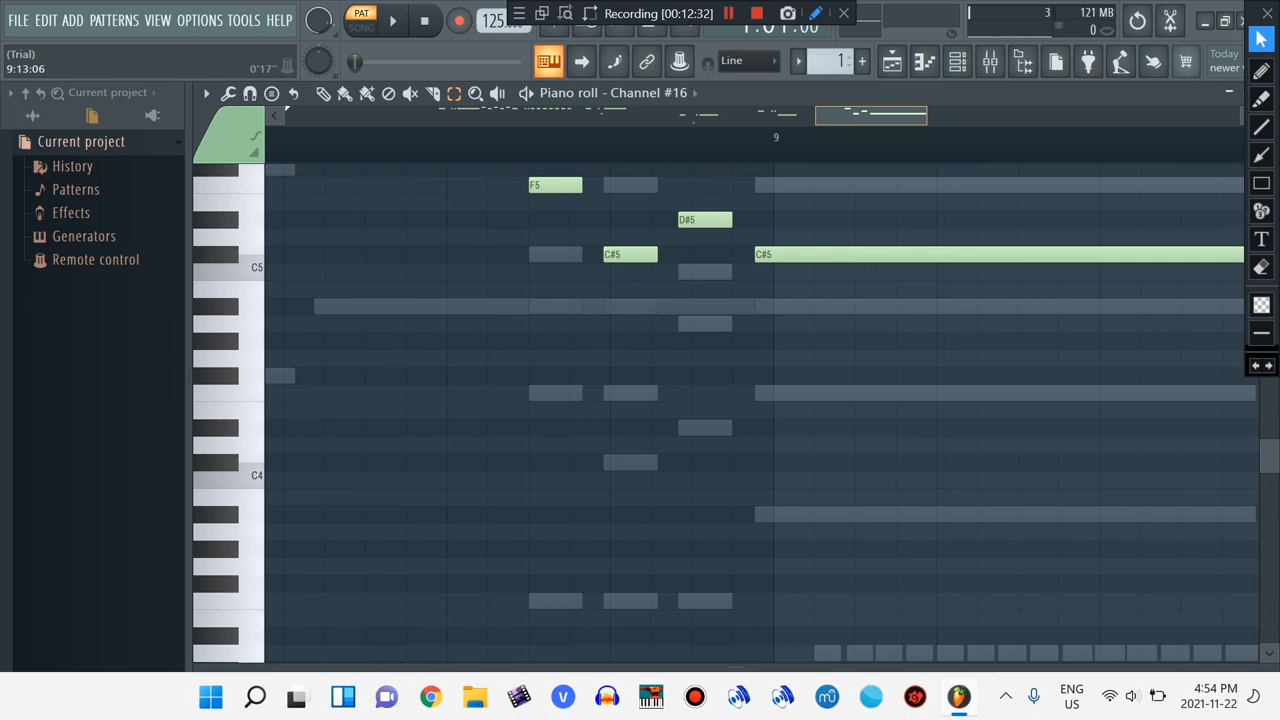 FILE EDIT ADD PATTERNS VIEW OPTIONS TOOLS HELP
PAT
SONG
125.
Recording [00:12:32]
1:01:00
3
121 MB
0
(Trial)
9:13:06
0'17"
Line
1
Today
newer v
Current project
Piano roll - Channel #16
Current project
History
Patterns
Effects
Generators
Remote control
9
F5
D#5
C#5
C#5
C5
C4
T
ENG
US
4:54 PM
2021-11-22